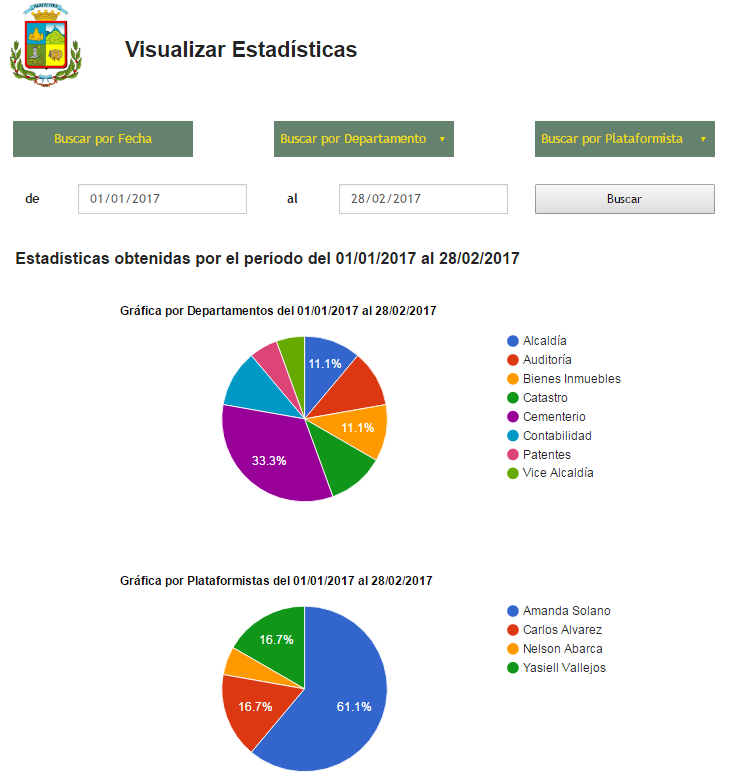 Visualizar Estadísticas
Buscar por Fecha
Buscar por Departamento
Buscar por Plataformista
de
01/01/2017
al
28/02/2017
Buscar
Estadísticas obtenidas por el período del 01/01/2017 al 28/02/2017
Gráfica por Departamentos del 01/01/2017 al 28/02/2017
11.1%
11.1%
33.3%
Alcaldía
Auditoría
Bienes Inmuebles
Catastro
Cementerio
Contabilidad
Patentes
Vice Alcaldía
Gráfica por Plataformistas del 01/01/2017 al 28/02/2017
16.7%
16.7%
61.1%
Amanda Solano
Carlos Alvarez
Nelson Abarca
Yasiell Vallejos